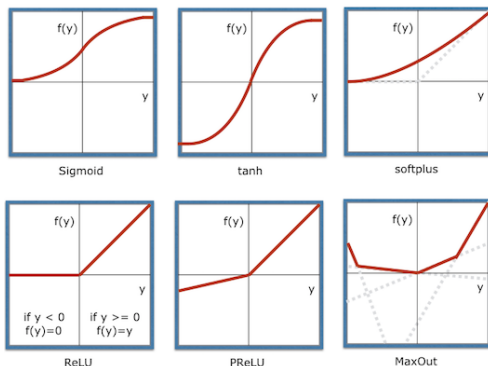 f(y)
y
Sigmoid
f(y)
y
tanh
f(y)
y
softplus
f(y)
y
if y < 0
f(y)=0
if y >= 0
f(y)=y
ReLU
f(y)
y
PReLU
f(y)
y
MaxOut